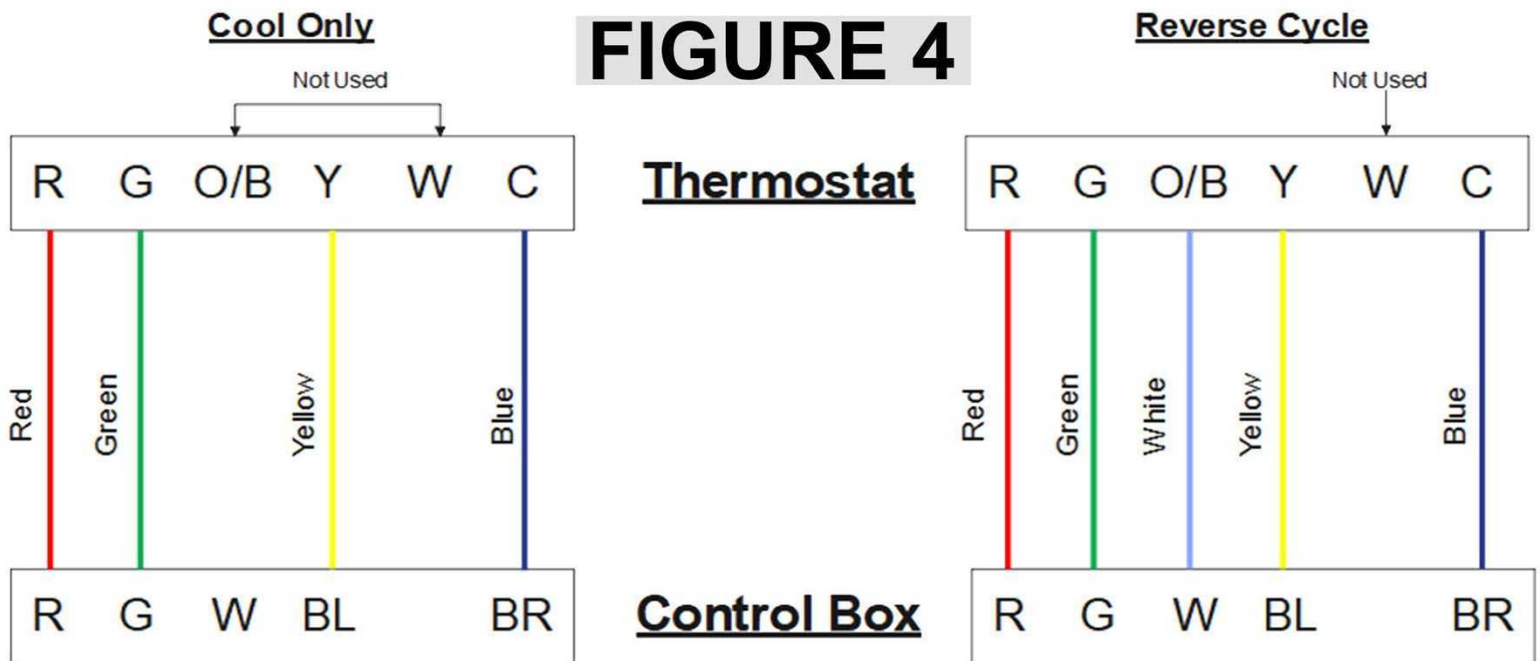 FIGURE 4
Cool Only
Not Used
R G O/B Y W C
Red
Green
Yellow
Blue
R G W BL BR
Thermostat
Control Box
Reverse Cycle
Not Used
R G O/B Y W C
Red
Green
White
Yellow
Blue
R G W BL BR